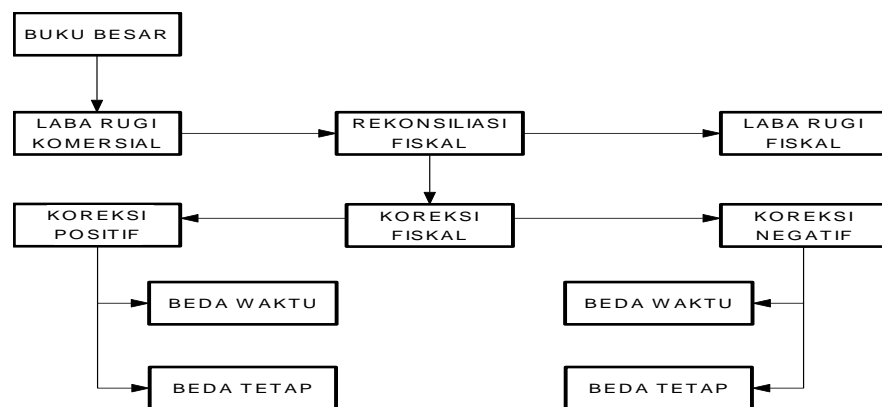 BUKU BESAR
LABA RUGI
KOMERSIAL
REKONSILIASI
FISKAL
LABA RUGI
FISKAL
KOREKSI
POSITIF
KOREKSI
FISKAL
KOREKSI
NEGATIF
BEDA WAKTU
BEDA WAKTU
BEDA TETAP
BEDA TETAP